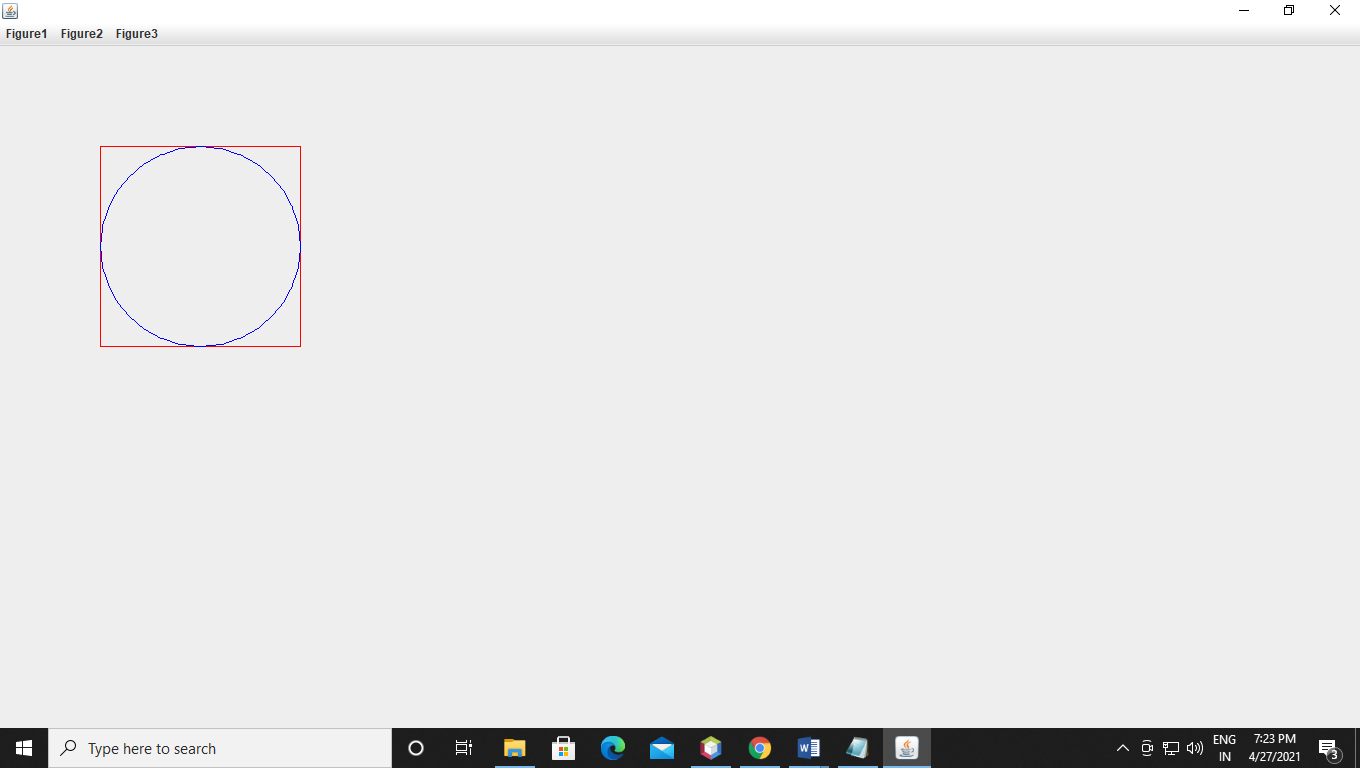 Figure1 Figure2 Figure3
Type here to search
ENG
IN
7:23 PM
4/27/2021
3